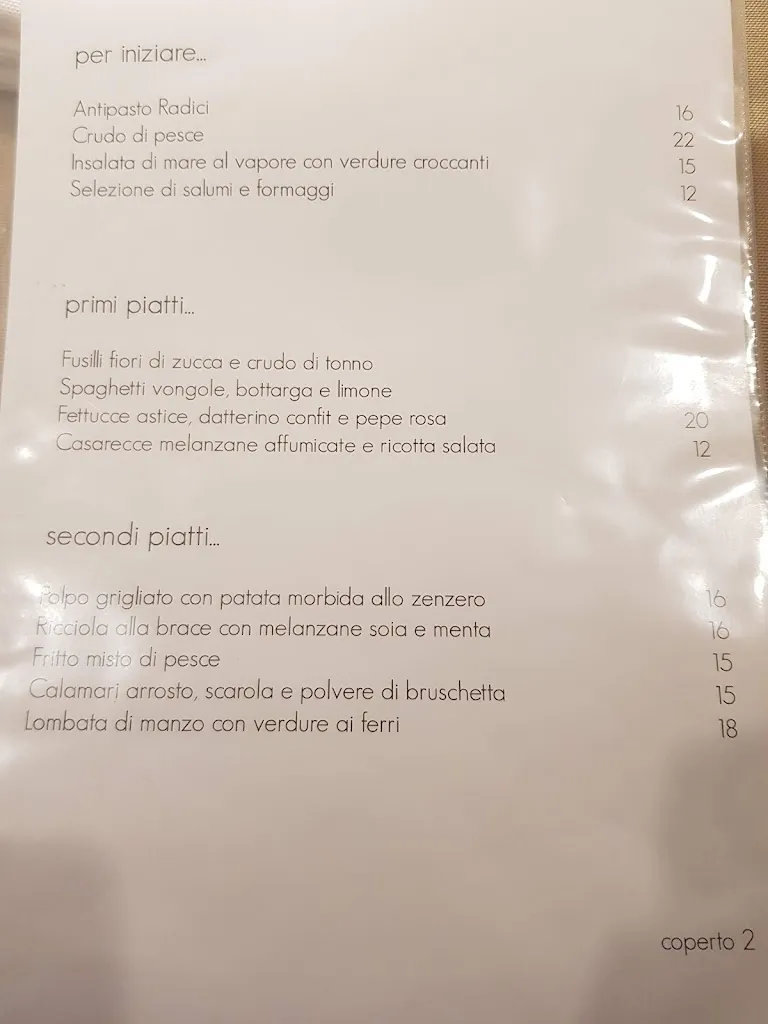 per iniziare...
Antipasto Radici 16
Crudo di pesce 22
Insalata di mare al vapore con verdure croccanti 15
Selezione di salumi e formaggi 12
primi piatti...
Fusilli fiori di zucca e crudo di tonno
Spaghetti vongole, bottarga e limone
Fettucce astice, datterino confit e pepe rosa 20
Casarecce melanzane affumicate e ricotta salata 12
secondi piatti...
Polpo grigliato con patata morbida allo zenzero 16
Ricciola alla brace con melanzane soia e menta 16
Fritto misto di pesce 15
Calamari arrosto, scarola e polvere di bruschetta 15
Lombata di manzo con verdure ai ferri 18
coperto 2